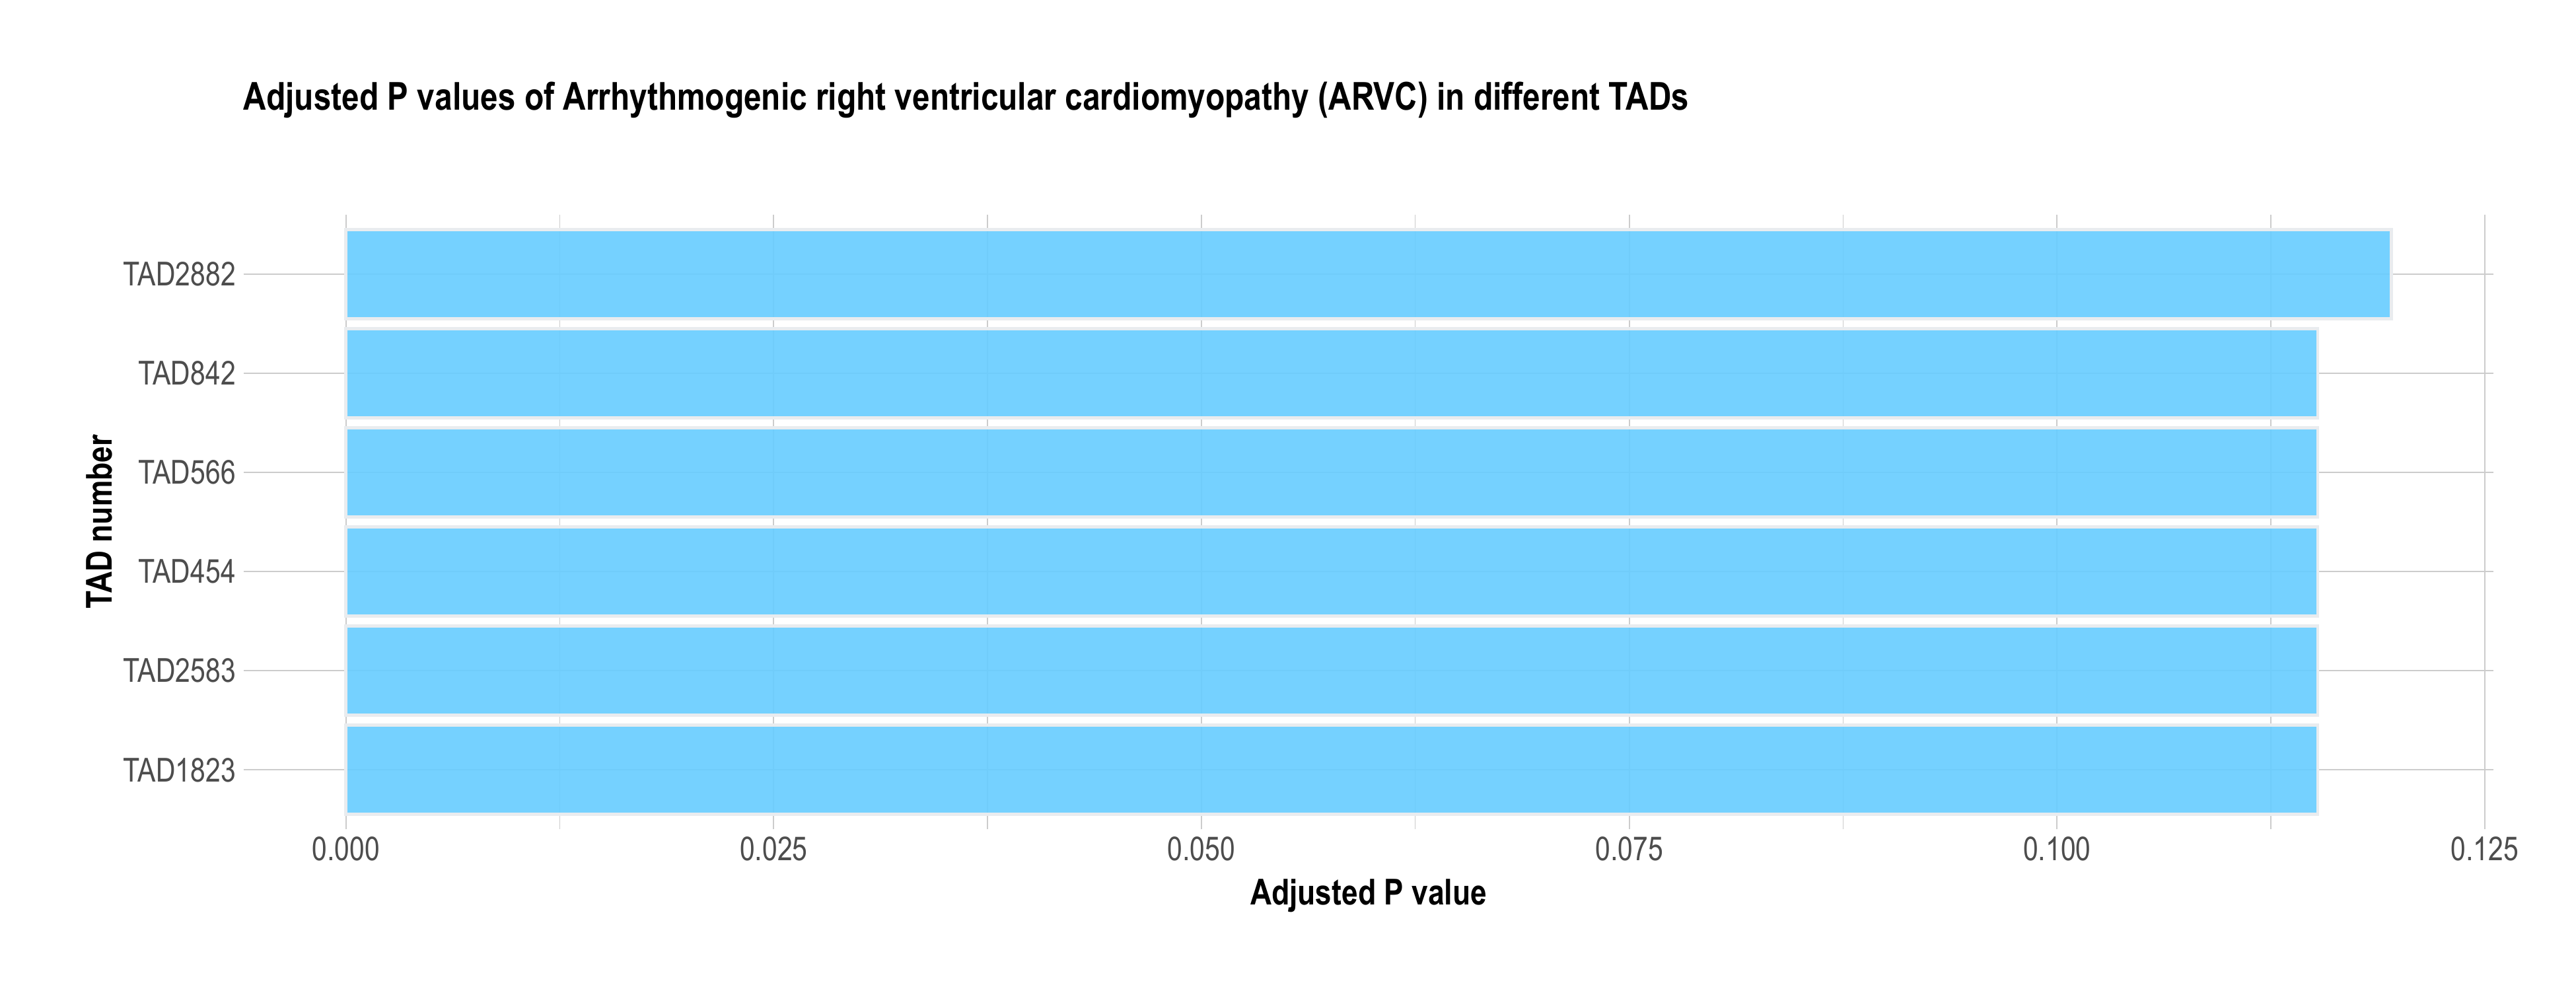 Adjusted P values of Arrhythmogenic right ventricular cardiomyopathy (ARVC) in different TADs
TAD number
TAD2882
TAD842
TAD566
TAD454
TAD2583
TAD1823
0.000 0.025 0.050 0.075 0.100 0.125
Adjusted P value